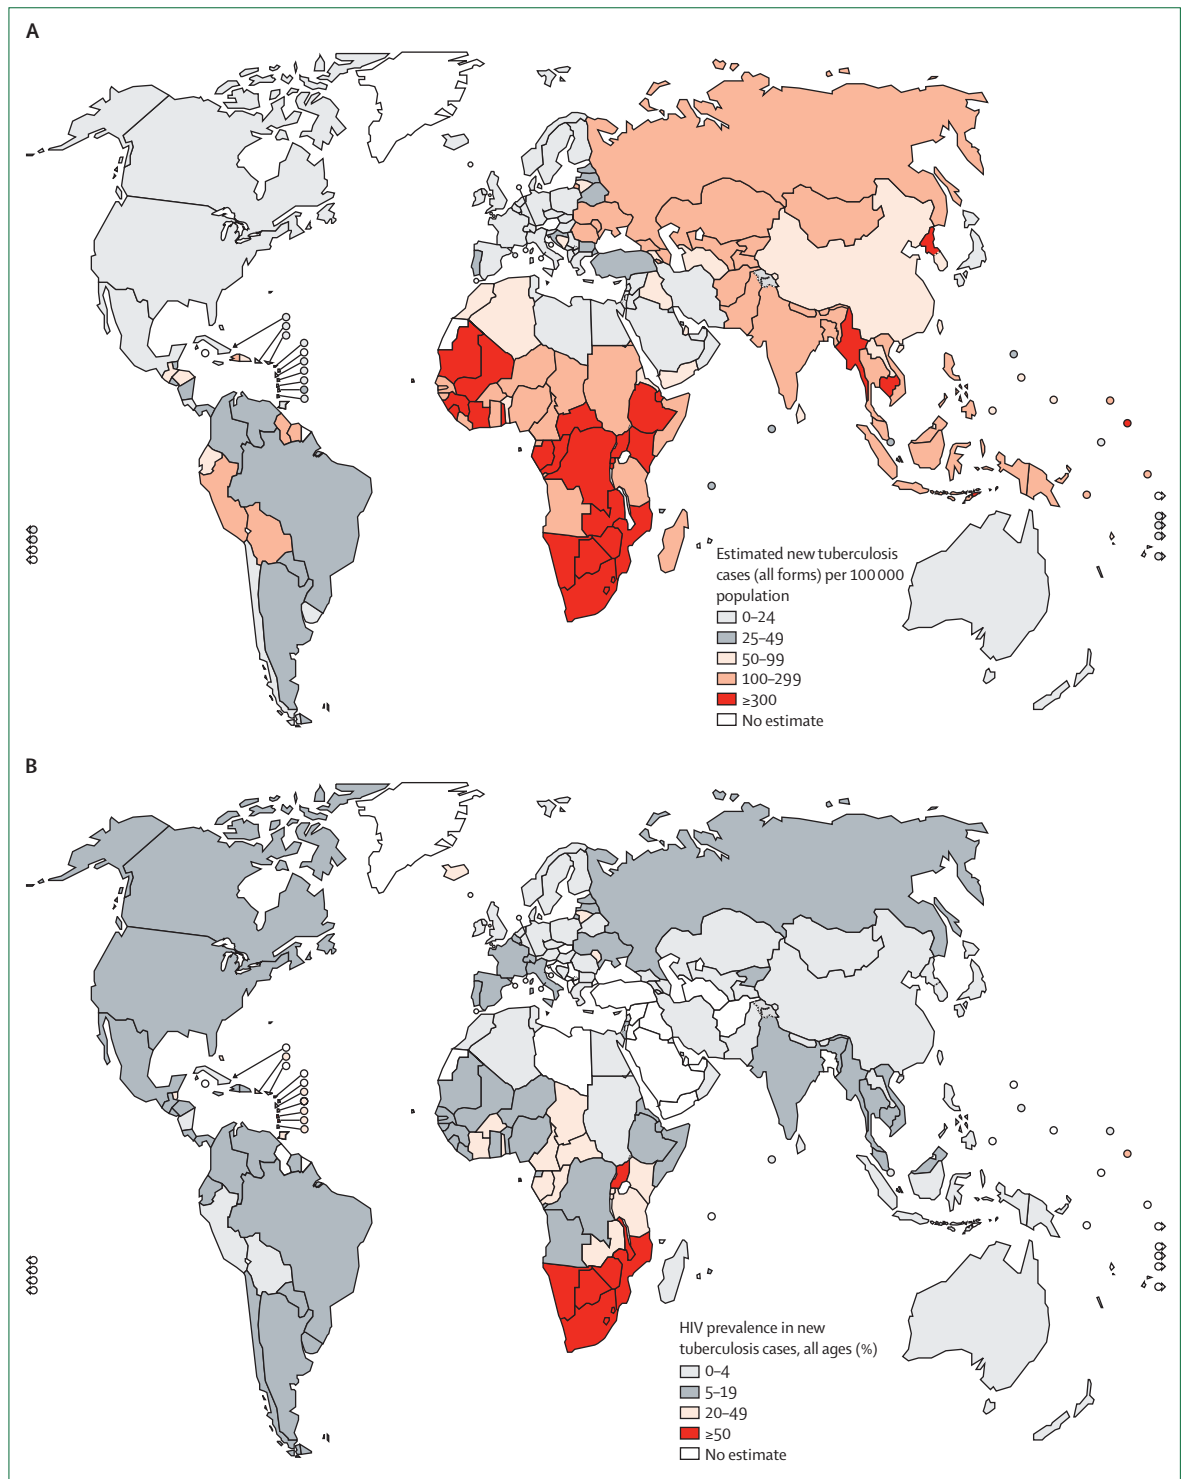 A
Estimated new tuberculosis
cases (all forms) per 100 000
population
0–24
25–49
50–99
100–299
≥300
No estimate
B
HIV prevalence in new
tuberculosis cases, all ages (%)
0–4
5–19
20–49
≥50
No estimate